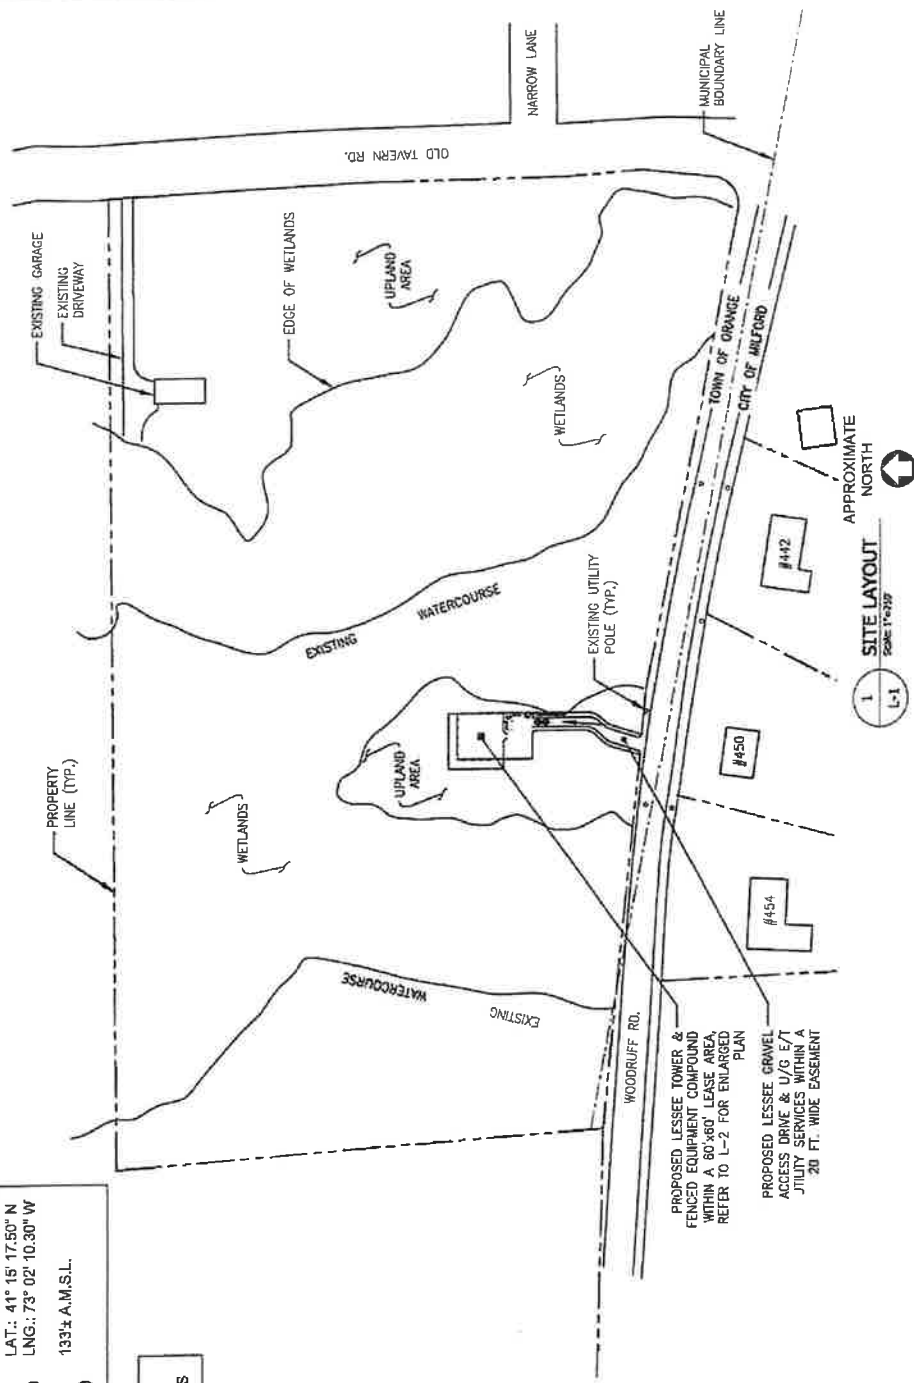 LAT.: 41° 15' 17.50" N
LNG.: 73° 02' 10.30" W
133'± A.M.S.L.
S
PROPERTY
LINE (TYP.)
EXISTING GARAGE
EXISTING
DRIVEWAY
EDGE OF WETLANDS
OLD TAVERN RD.
NARROW LANE
UPLAND
AREA
WETLANDS
WETLANDS
UPLAND
AREA
EXISTING WATERCOURSE
EXISTING WATERCOURSE
EXISTING UTILITY
POLE (TYP.)
MUNICIPAL
BOUNDARY LINE
TOWN OF ORANGE
CITY OF MILFORD
WOODRUFF RD.
#454
#450
#442
PROPOSED LESSEE TOWER &
FENCED EQUIPMENT COMPOUND
WITHIN A 60'x60' LEASE AREA,
REFER TO L-2 FOR ENLARGED
PLAN
PROPOSED LESSEE GRAVEL
ACCESS DRIVE & U/G E/T
UTILITY SERVICES WITHIN A
20 FT. WIDE EASEMENT
1
L-1
SITE LAYOUT
APPROXIMATE
NORTH